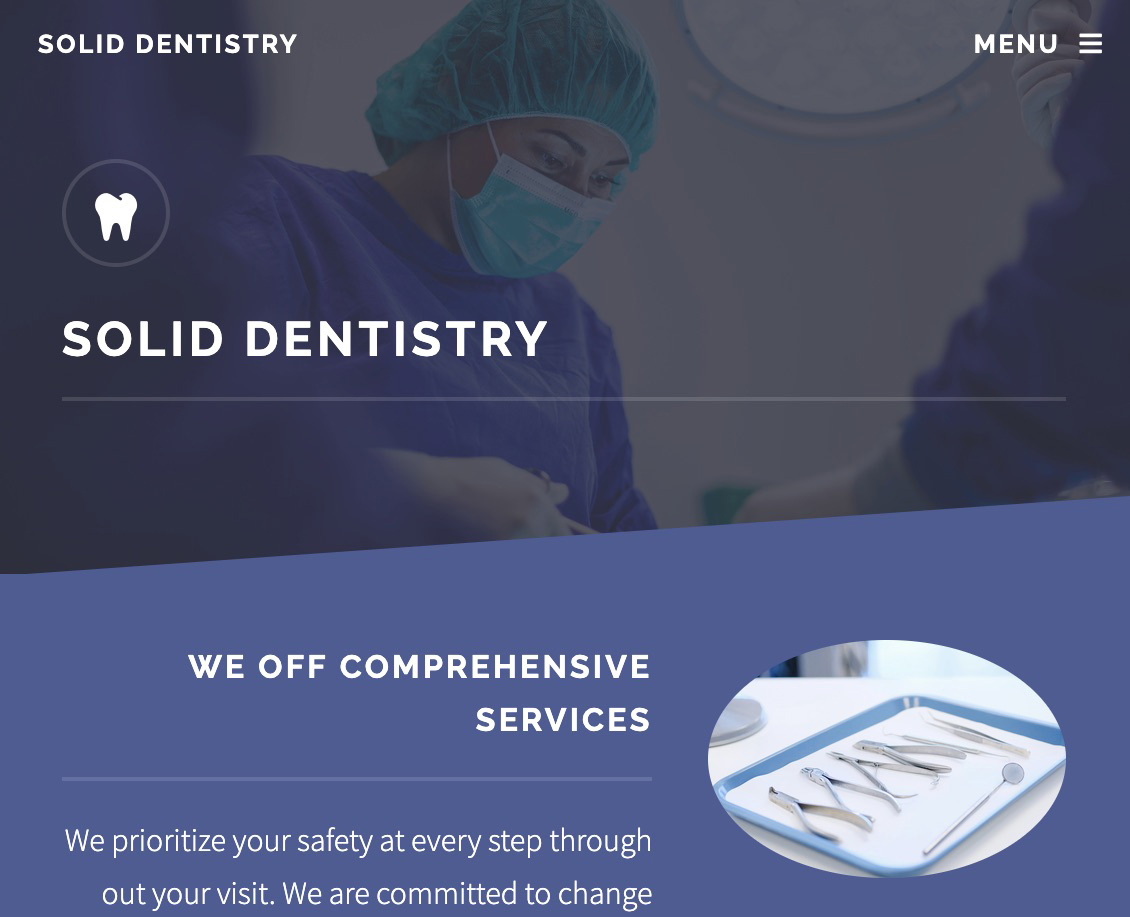 SOLID DENTISTRY
MENU
SOLID DENTISTRY
WE OFF COMPREHENSIVE
SERVICES
We prioritize your safety at every step through
out your visit. We are committed to change